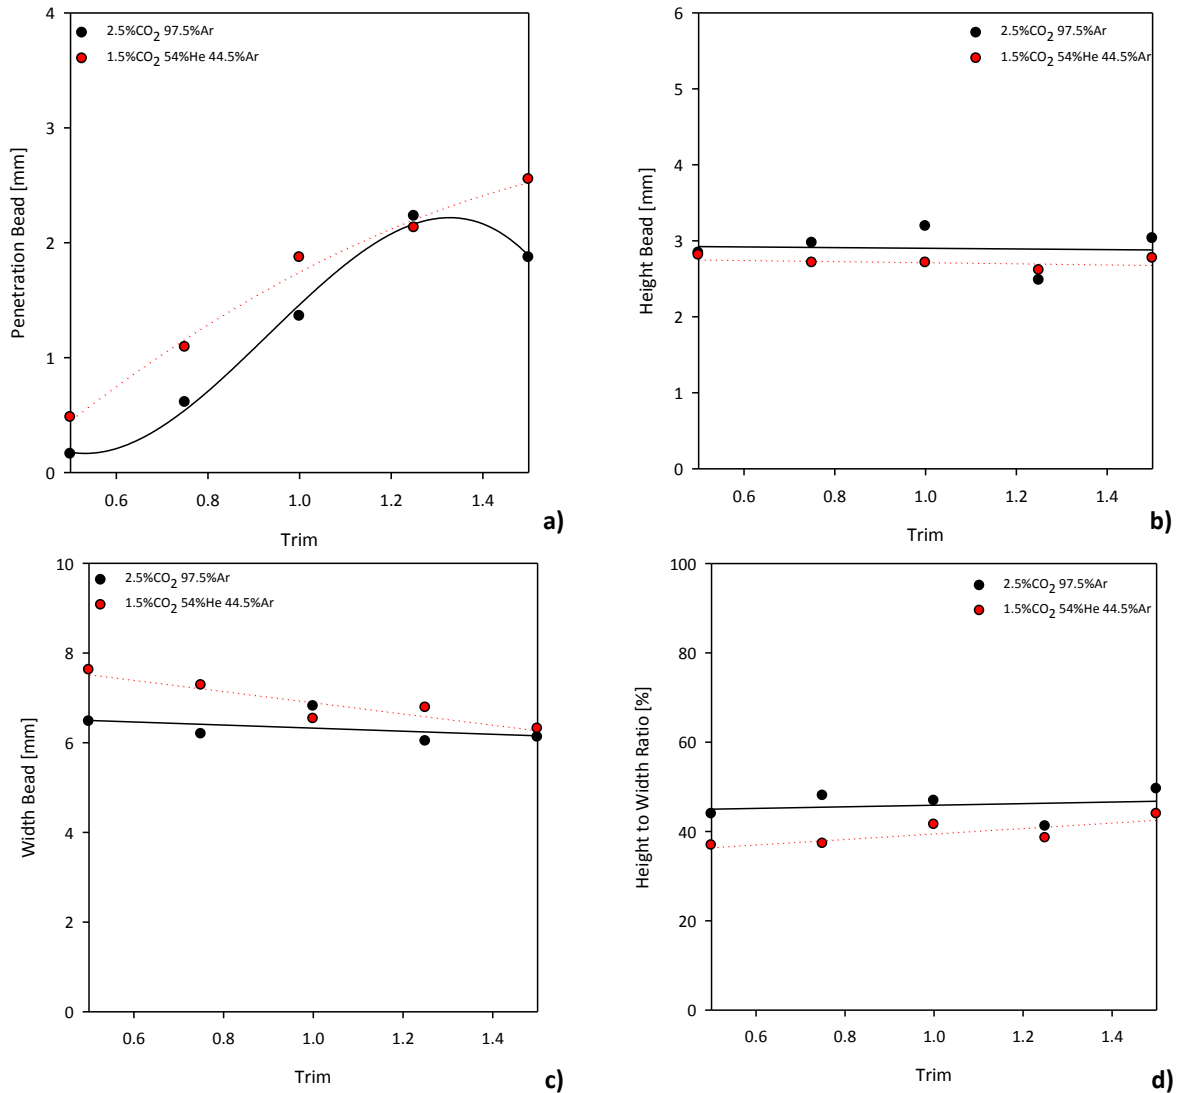 4
3
2
1
0
Penetration Bead [mm]
2.5%CO2 97.5%Ar
1.5%CO2 54%He 44.5%Ar
0.6 0.8 1.0 1.2 1.4
Trim
a)
6
5
4
3
2
1
0
Height Bead [mm]
2.5%CO2 97.5%Ar
1.5%CO2 54%He 44.5%Ar
0.6 0.8 1.0 1.2 1.4
Trim
b)
10
8
6
4
2
0
Width Bead [mm]
2.5%CO2 97.5%Ar
1.5%CO2 54%He 44.5%Ar
0.6 0.8 1.0 1.2 1.4
Trim
c)
100
80
60
40
20
0
Height to Width Ratio [%]
2.5%CO2 97.5%Ar
1.5%CO2 54%He 44.5%Ar
0.6 0.8 1.0 1.2 1.4
Trim
d)